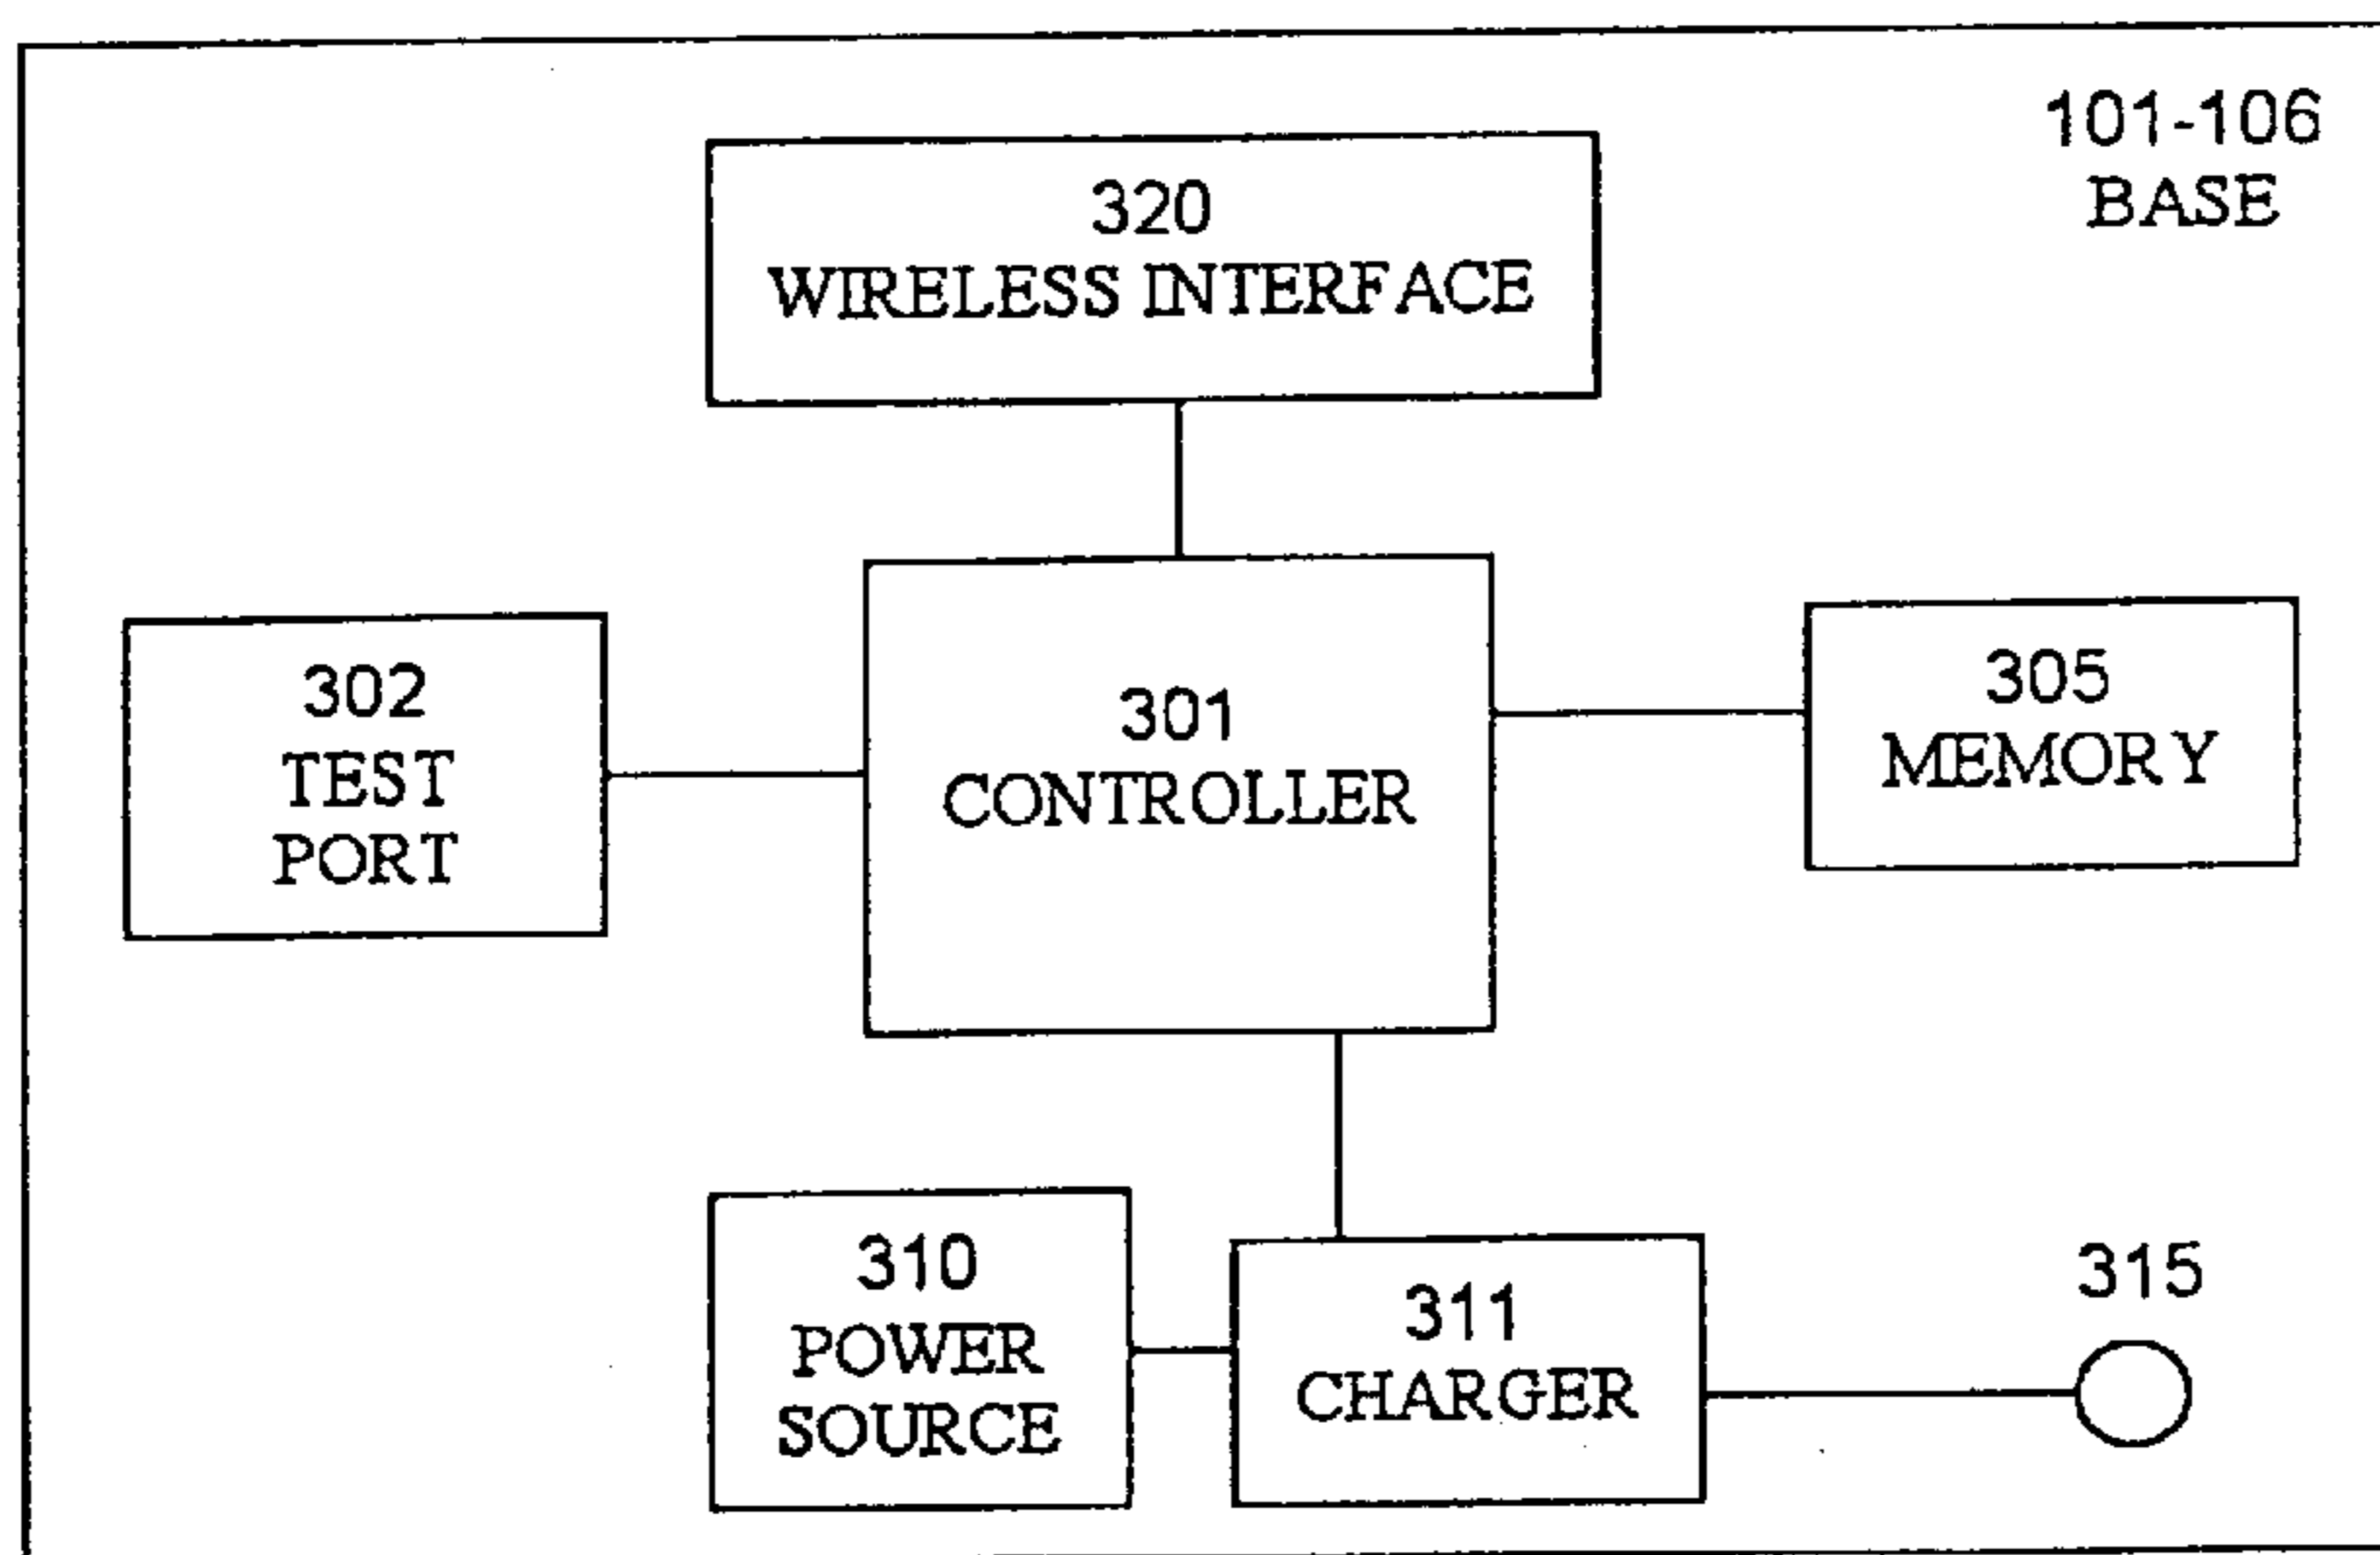 101-106
BASE
320
WIRELESS INTERFACE
302
TEST
PORT
301
CONTROLLER
305
MEMORY
310
POWER
SOURCE
311
CHARGER
315